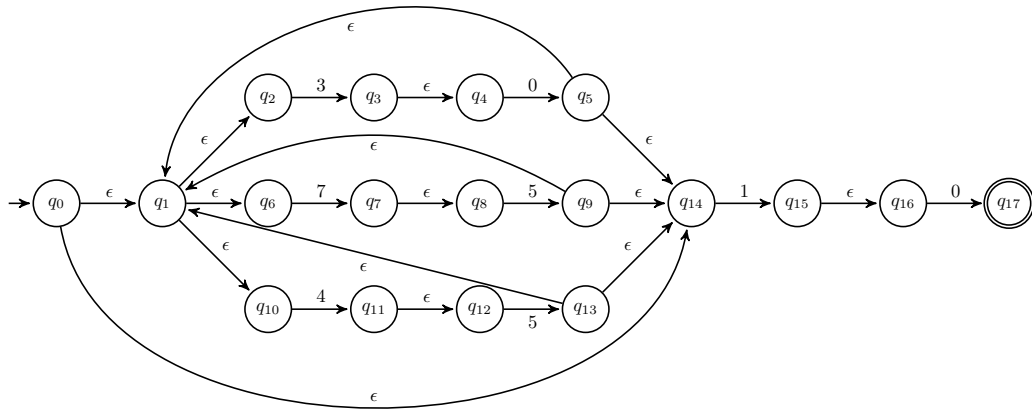 ϵ
q₂ 3 q₃ ϵ q₄ 0 q₅
ϵ ϵ
ϵ
q₀ ϵ q₁ ϵ q₆ 7 q₇ ϵ q₈ 5 q₉ ϵ q₁₄ 1 q₁₅ ϵ q₁₆ 0 q₁₇
ϵ ϵ ϵ
q₁₀ 4 q₁₁ ϵ q₁₂ 5 q₁₃
ϵ